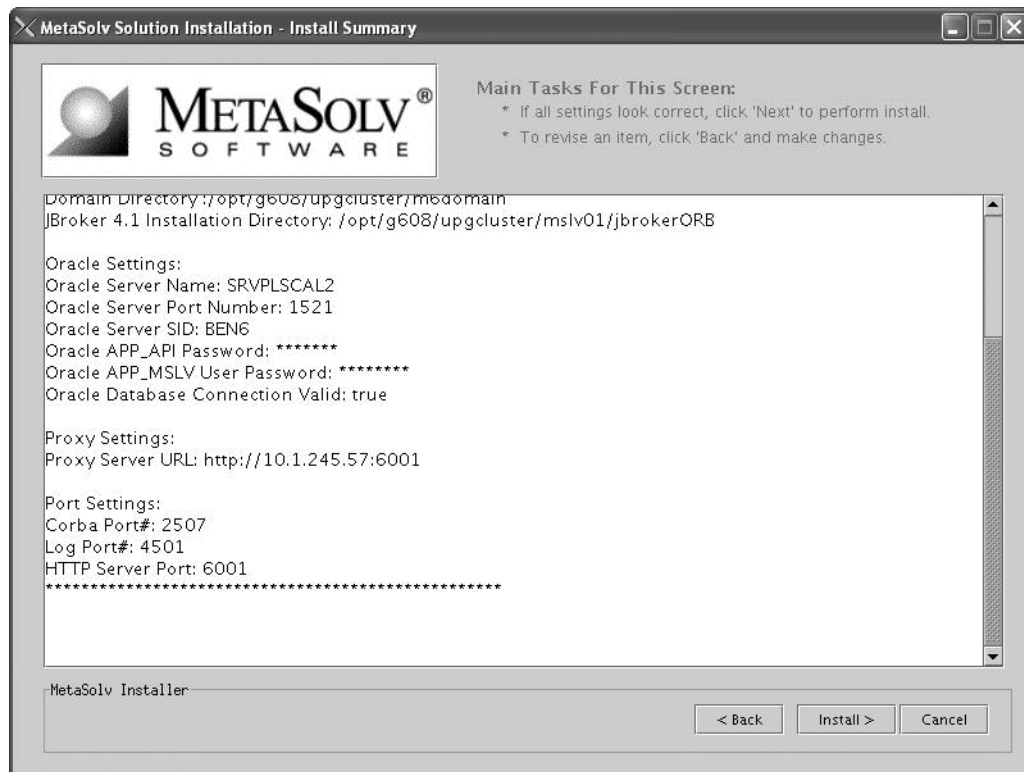 MetaSolv Solution Installation - Install Summary
METASOLV®
SOFTWARE
Main Tasks For This Screen:
* If all settings look correct, click 'Next' to perform install.
* To revise an item, click 'Back' and make changes.
Domain Directory :/opt/g608/upgcluster/m6domain
JBroker 4.1 Installation Directory: /opt/g608/upgcluster/mslv01/jbrokerORB
Oracle Settings:
Oracle Server Name: SRVPLSCAL2
Oracle Server Port Number: 1521
Oracle Server SID: BEN6
Oracle APP_API Password: *******
Oracle APP_MSLV User Password: ********
Oracle Database Connection Valid: true
Proxy Settings:
Proxy Server URL: http://10.1.245.57:6001
Port Settings:
Corba Port#: 2507
Log Port#: 4501
HTTP Server Port: 6001
***************************************************
MetaSolv Installer
< Back
Install >
Cancel